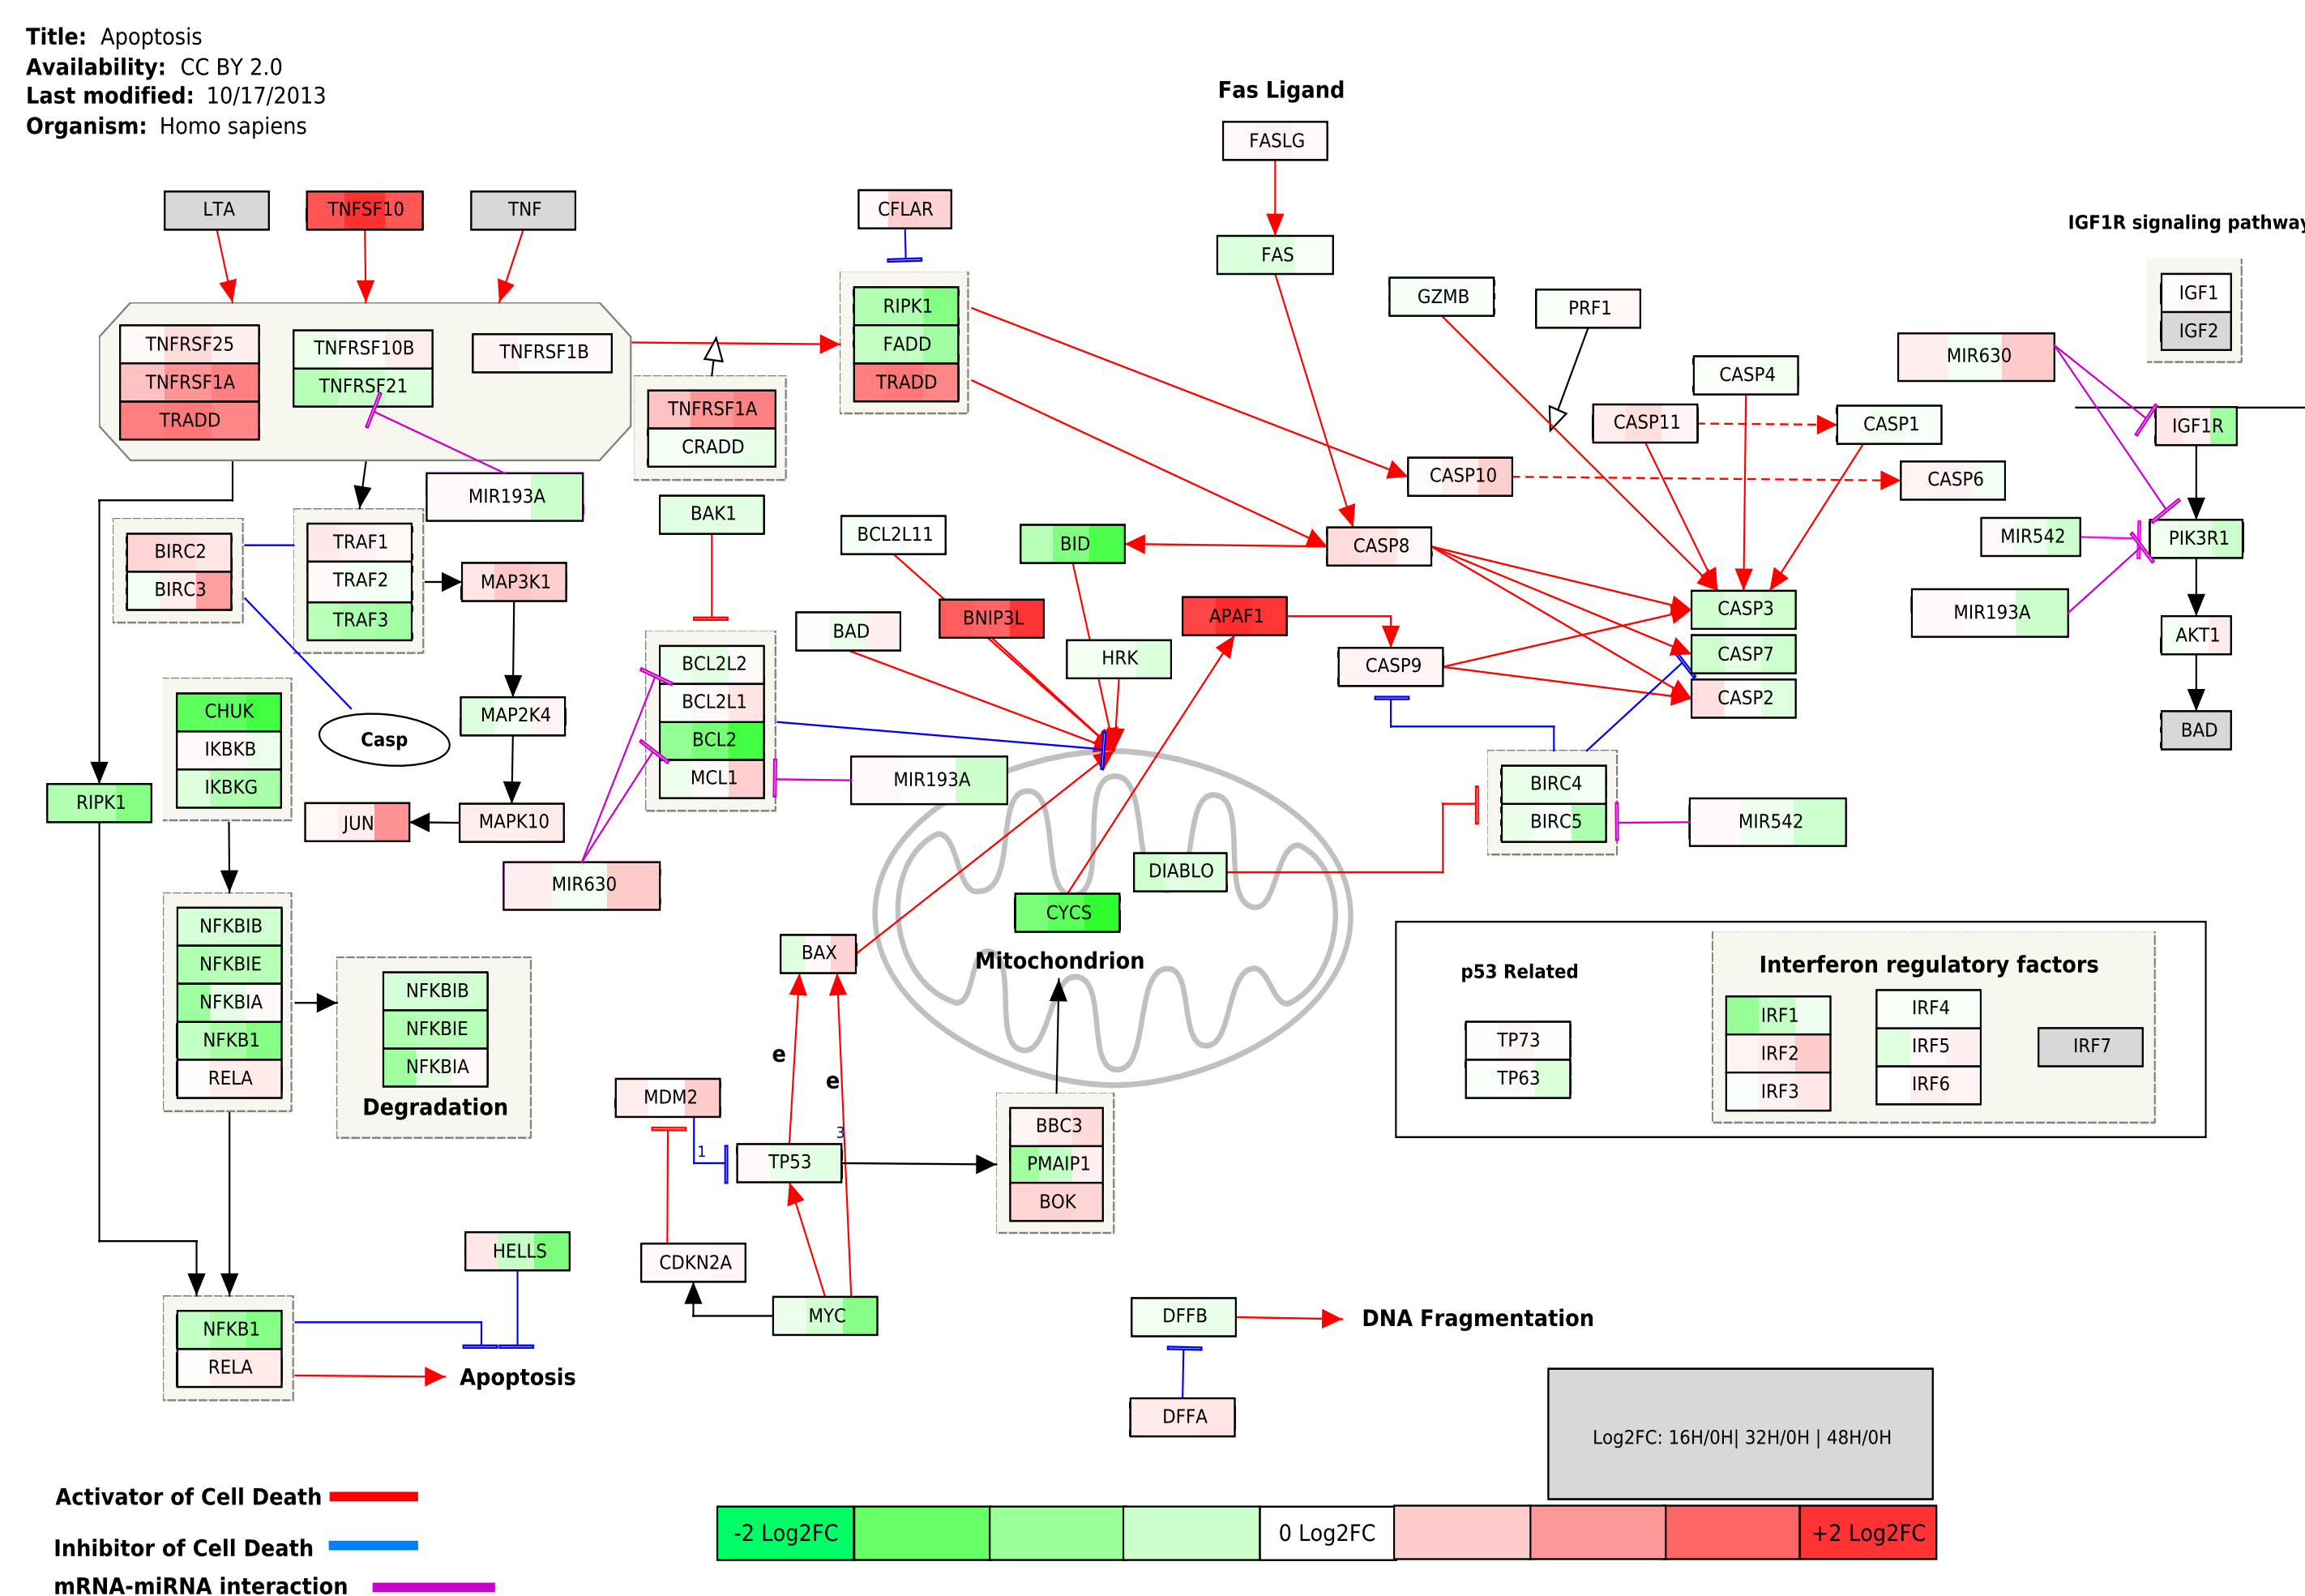 Title: Apoptosis
Availability: CC BY 2.0
Last modified: 10/17/2013
Organism: Homo sapiens
Fas Ligand
FASLG
LTA
TNFSF10
TNF
CFLAR
FAS
IGF1R signaling pathway
TNFRSF25
TNFRSF1A
TRADD
TNFRSF10B
TNFRSF21
TNFRSF1B
RIPK1
FADD
TRADD
TNFRSF1A
CRADD
GZMB
PRF1
IGF1
IGF2
MIR630
CASP4
CASP11
CASP1
IGF1R
CASP10
CASP6
MIR193A
BAK1
BCL2L11
BID
CASP8
MIR542
PIK3R1
BIRC2
BIRC3
TRAF1
TRAF2
TRAF3
MAP3K1
BAD
BNIP3L
HRK
APAF1
CASP9
CASP3
CASP7
CASP2
MIR193A
AKT1
BAD
CHUK
IKBKB
IKBKG
Casp
MAP2K4
BCL2L2
BCL2L1
BCL2
MCL1
MIR193A
RIPK1
JUN
MAPK10
MIR630
BIRC4
BIRC5
MIR542
DIABLO
CYCS
Mitochondrion
BAX
NFKBIB
NFKBIE
NFKBIA
NFKB1
RELA
NFKBIB
NFKBIE
NFKBIA
Degradation
p53 Related
TP73
TP63
Interferon regulatory factors
IRF1
IRF2
IRF3
IRF4
IRF5
IRF6
IRF7
e
e
MDM2
1
3
TP53
BBC3
PMAIP1
BOK
HELLS
CDKN2A
MYC
NFKB1
RELA
Apoptosis
DFFB
DNA Fragmentation
DFFA
Log2FC: 16H/0H| 32H/0H | 48H/0H
Activator of Cell Death
Inhibitor of Cell Death
mRNA-miRNA interaction
-2 Log2FC
0 Log2FC
+2 Log2FC